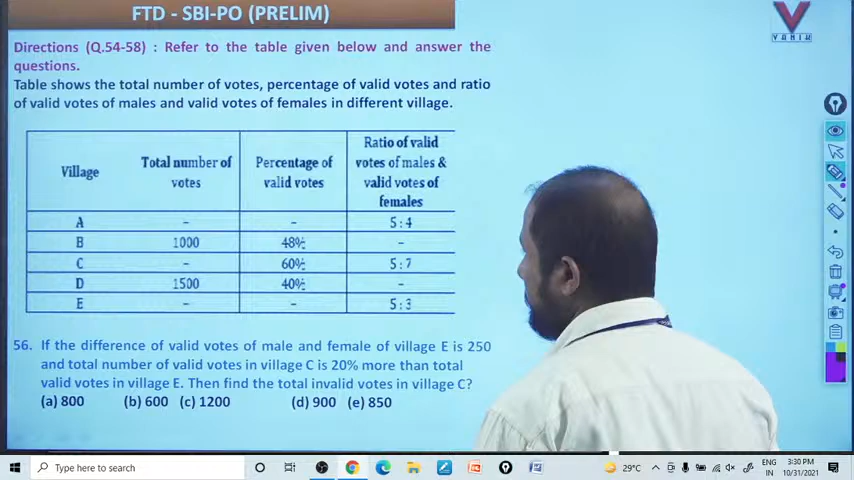 FTD - SBI-PO (PRELIM)
VANIK
Directions (Q.54-58) : Refer to the table given below and answer the
questions.
Table shows the total number of votes, percentage of valid votes and ratio
of valid votes of males and valid votes of females in different village.
Village Total number of votes Percentage of valid votes Ratio of valid votes of males & valid votes of females
A - - 5 : 4
B 1000 48% -
C - 60% 5 : 7
D 1500 40% -
E - - 5 : 3
56. If the difference of valid votes of male and female of village E is 250
and total number of valid votes in village C is 20% more than total
valid votes in village E. Then find the total invalid votes in village C?
(a) 800 (b) 600 (c) 1200 (d) 900 (e) 850
Type here to search
29°C ENG 3:30 PM
IN 10/31/2021